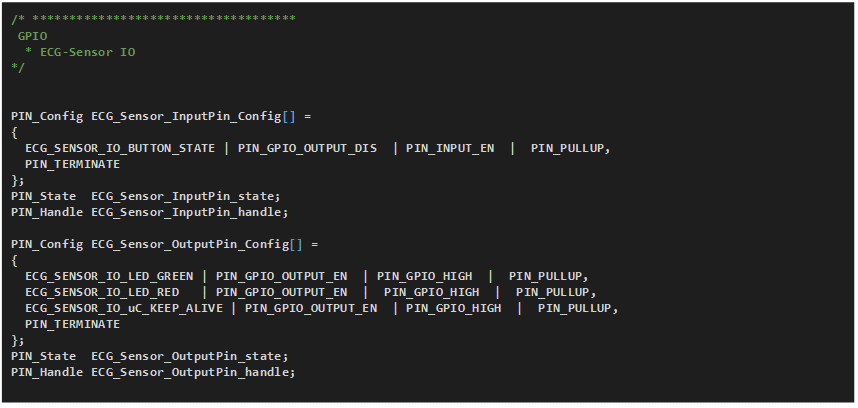 /* ************************************
GPIO
* ECG-Sensor IO
*/
PIN_Config ECG_Sensor_InputPin_Config[] =
{
ECG_SENSOR_IO_BUTTON_STATE | PIN_GPIO_OUTPUT_DIS | PIN_INPUT_EN | PIN_PULLUP,
PIN_TERMINATE
};
PIN_State ECG_Sensor_InputPin_state;
PIN_Handle ECG_Sensor_InputPin_handle;
PIN_Config ECG_Sensor_OutputPin_Config[] =
{
ECG_SENSOR_IO_LED_GREEN | PIN_GPIO_OUTPUT_EN | PIN_GPIO_HIGH | PIN_PULLUP,
ECG_SENSOR_IO_LED_RED | PIN_GPIO_OUTPUT_EN | PIN_GPIO_HIGH | PIN_PULLUP,
ECG_SENSOR_IO_uC_KEEP_ALIVE | PIN_GPIO_OUTPUT_EN | PIN_GPIO_HIGH | PIN_PULLUP,
PIN_TERMINATE
};
PIN_State ECG_Sensor_OutputPin_state;
PIN_Handle ECG_Sensor_OutputPin_handle;